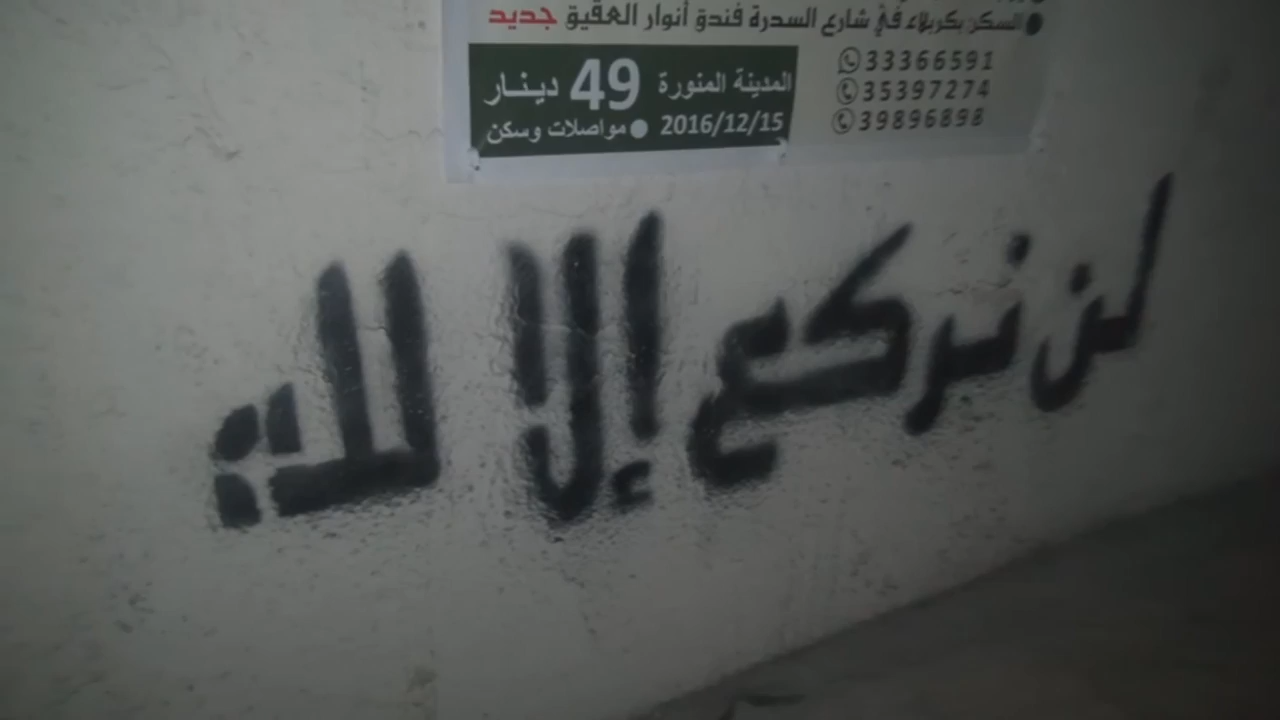 السكن بكربلاء في شارع السدرة فندق أنوار العقيق جديد
33366591
35397274
39896898
المدينة المنورة 49 دينار
2016/12/15 مواصلات وسكن
لن نركع إلا لله